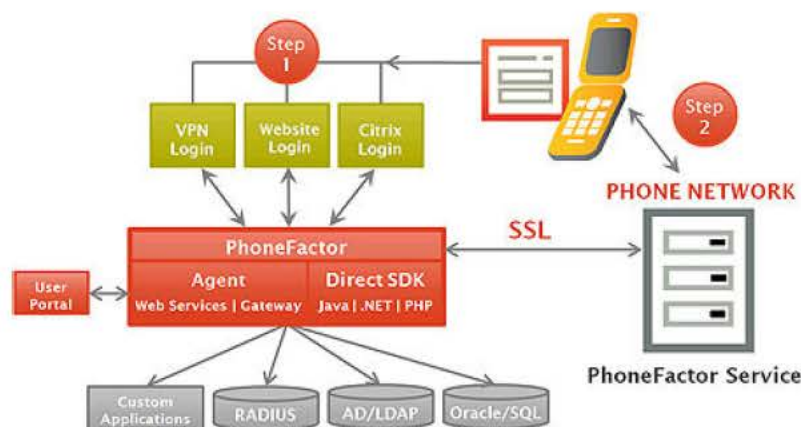 Step
1
VPN
Login
Website
Login
Citrix
Login
Step
2
PHONE NETWORK
PhoneFactor
SSL
Agent
Direct SDK
Web Services | Gateway
Java | .NET | PHP
User
Portal
PhoneFactor Service
Custom
Applications
RADIUS
AD/LDAP
Oracle/SQL